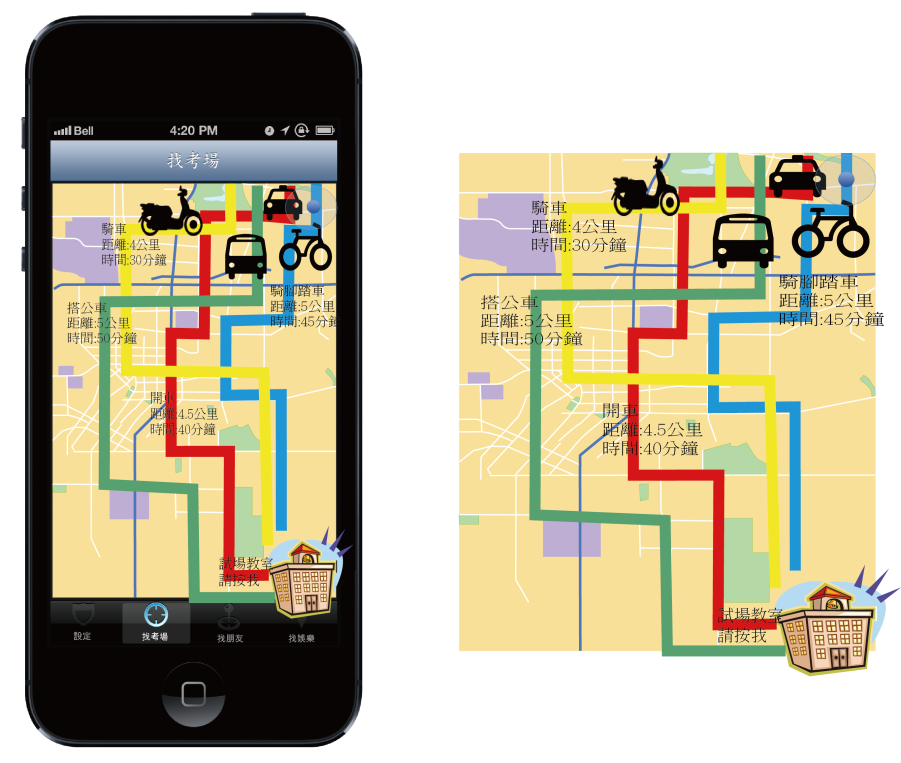 Bell
4:20 PM
找考場
騎車
距離:4公里
時間:30分鐘
騎腳踏車
距離:5公里
時間:45分鐘
搭公車
距離:5公里
時間:50分鐘
開車
距離:4.5公里
時間:40分鐘
試場教室
請按我
設定
找考場
找朋友
找娛樂
騎車
距離:4公里
時間:30分鐘
騎腳踏車
距離:5公里
時間:45分鐘
搭公車
距離:5公里
時間:50分鐘
開車
距離:4.5公里
時間:40分鐘
試場教室
請按我